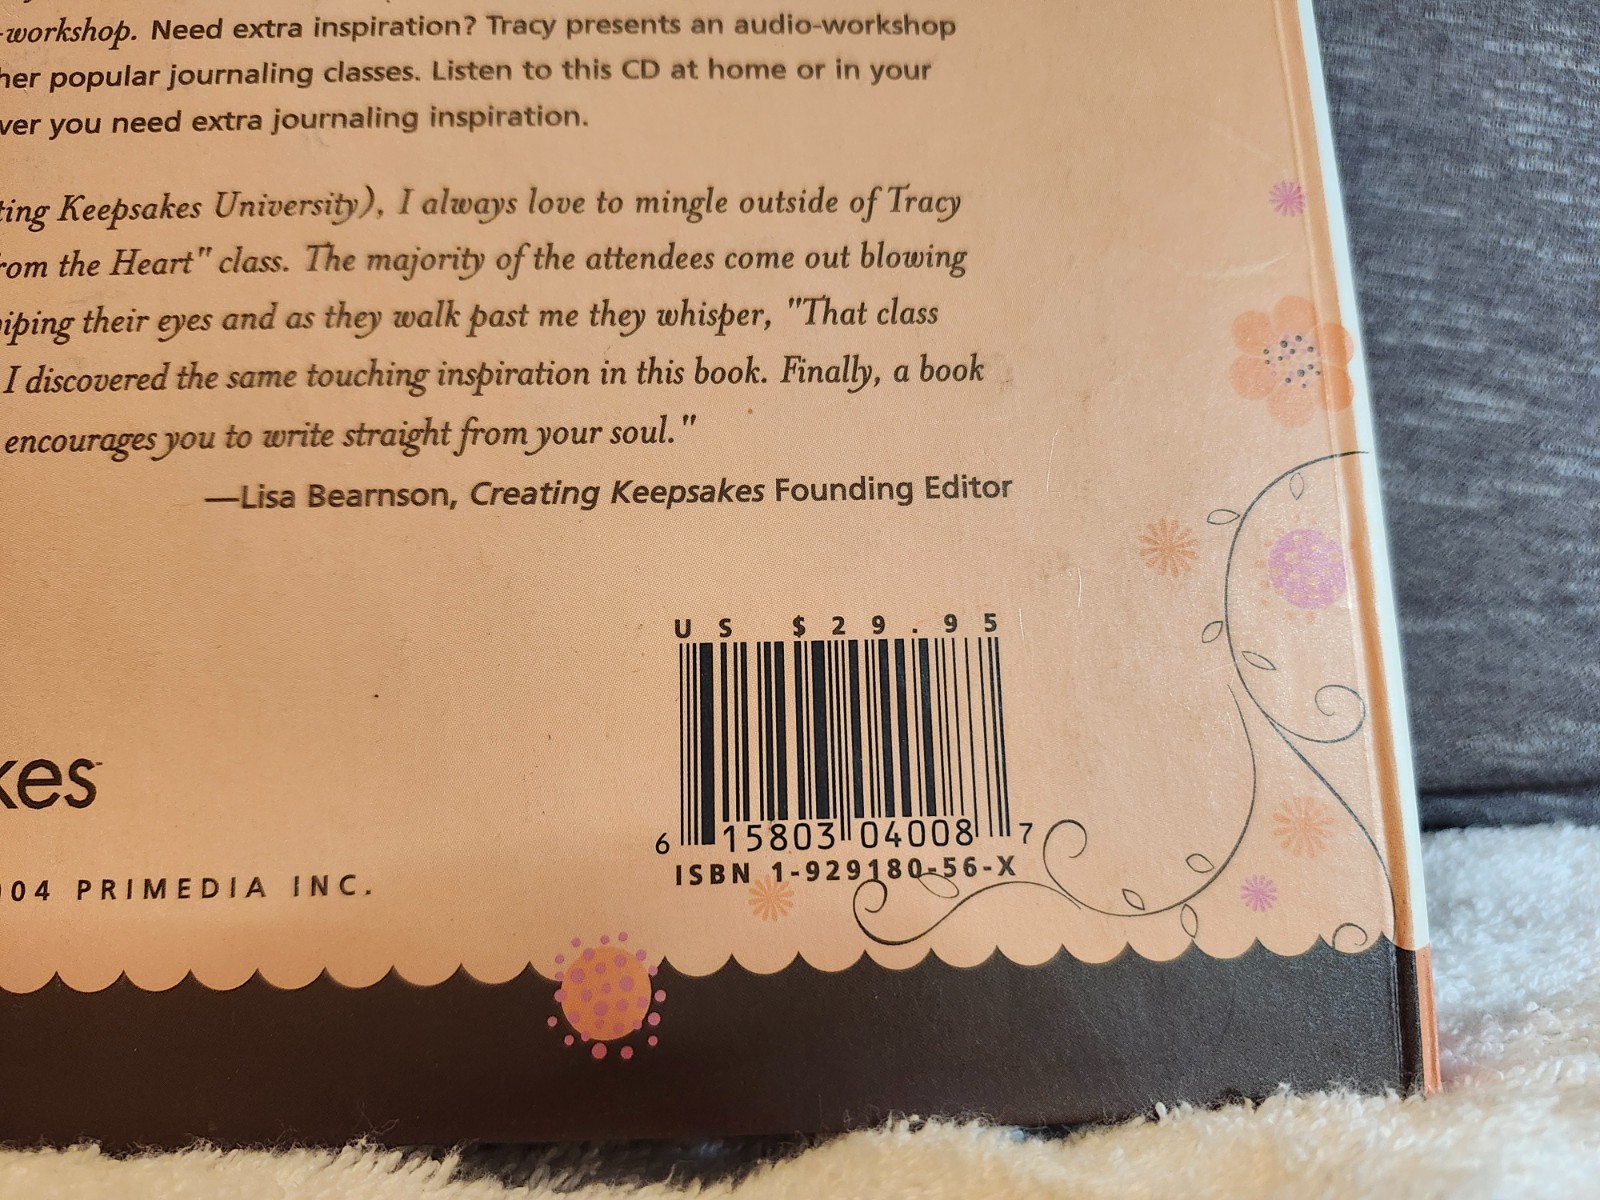 -workshop. Need extra inspiration? Tracy presents an audio-workshop
her popular journaling classes. Listen to this CD at home or in your
ver you need extra journaling inspiration.
ting Keepsakes University), I always love to mingle outside of Tracy
rom the Heart" class. The majority of the attendees come out blowing
iping their eyes and as they walk past me they whisper, "That class
I discovered the same touching inspiration in this book. Finally, a book
encourages you to write straight from your soul."
—Lisa Bearnson, Creating Keepsakes Founding Editor
US $29.95
6 15803 04008 7
ISBN 1-929180-56-X
kes
04 PRIMEDIA INC.